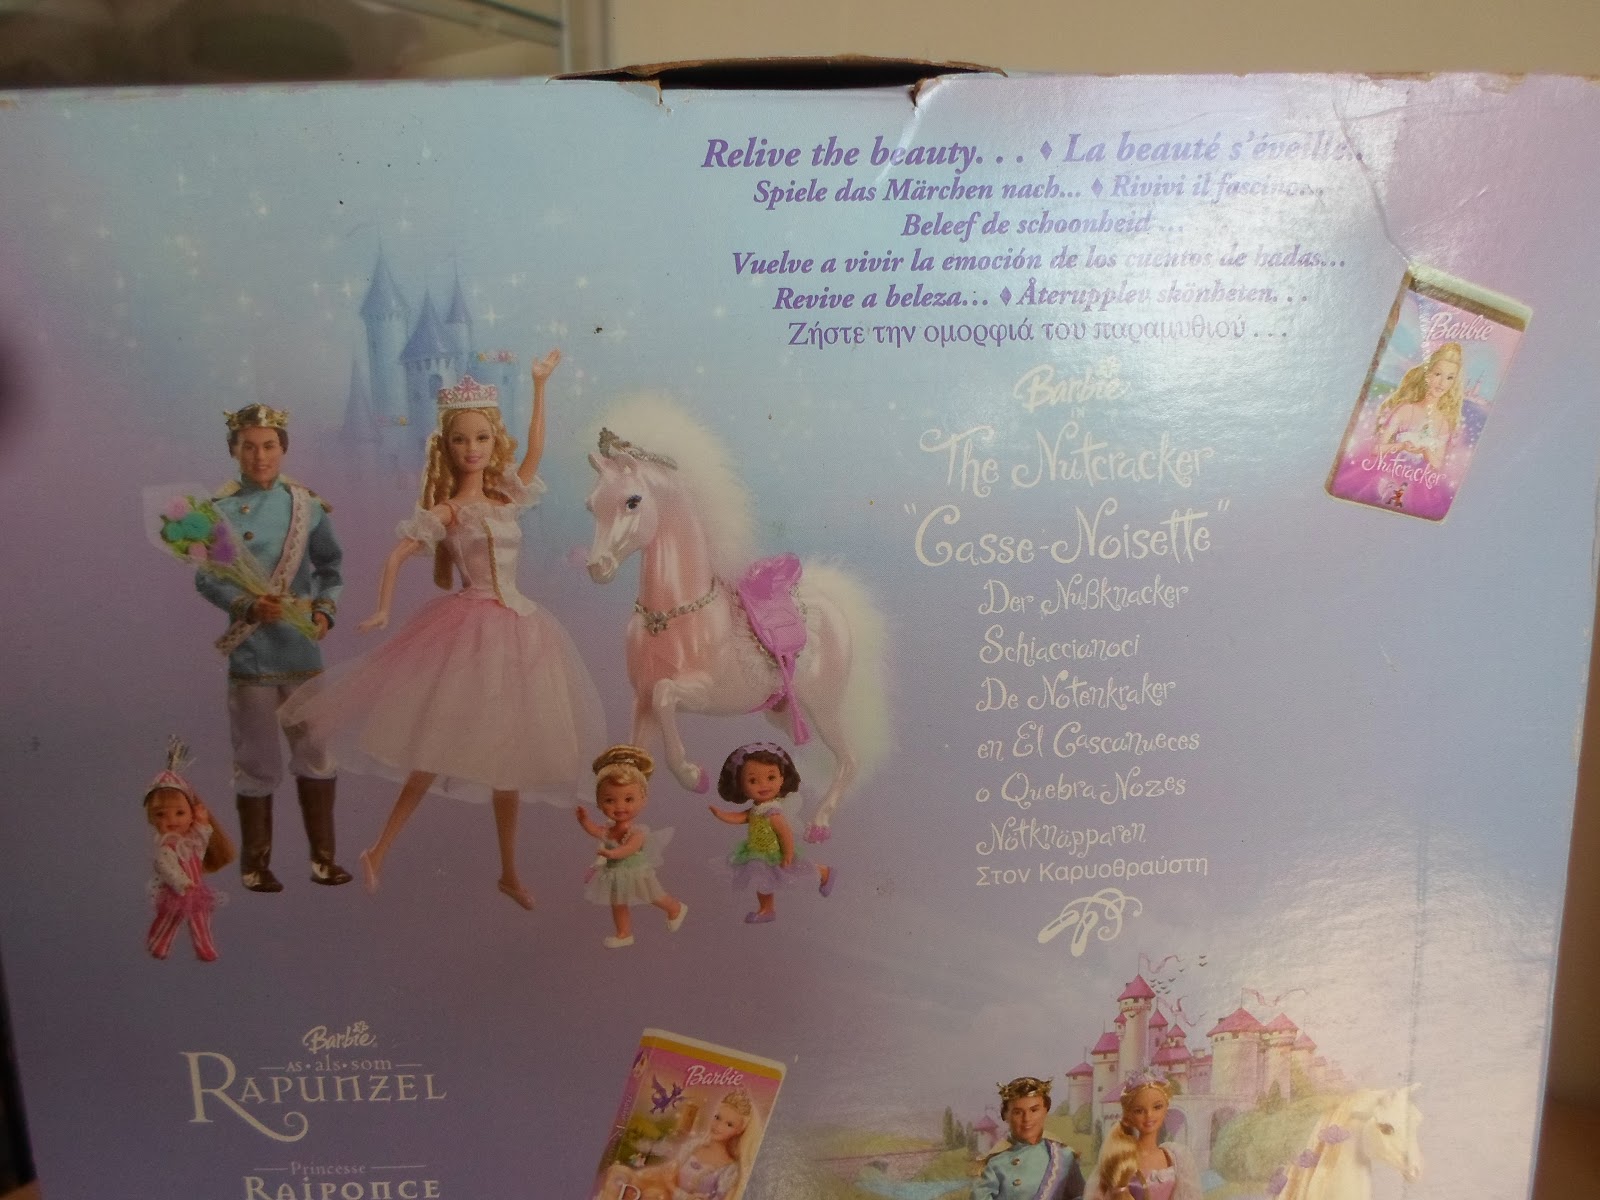 Relive the beauty. . . ♦ La beauté s'éveille...
Spiele das Märchen nach... ♦ Rivivi il fascino...
Beleef de schoonheid ...
Vuelve a vivir la emoción de los cuentos de hadas...
Revive a beleza... ♦ Återupplev skönheten. . .
Ζήστε την ομορφιά του παραμυθιού . . .
Barbie
IN
The Nutcracker
"Casse-Noisette"
Der Nußknacker
Schiaccianoci
De Notenkraker
en El Cascanueces
o Quebra-Nozes
Nötknäpparen
Στον Καρυοθραύστη
Barbie
Nutcracker
Barbie
AS • als • som
RAPUNZEL
Princesse
RAIPONCE
Barbie